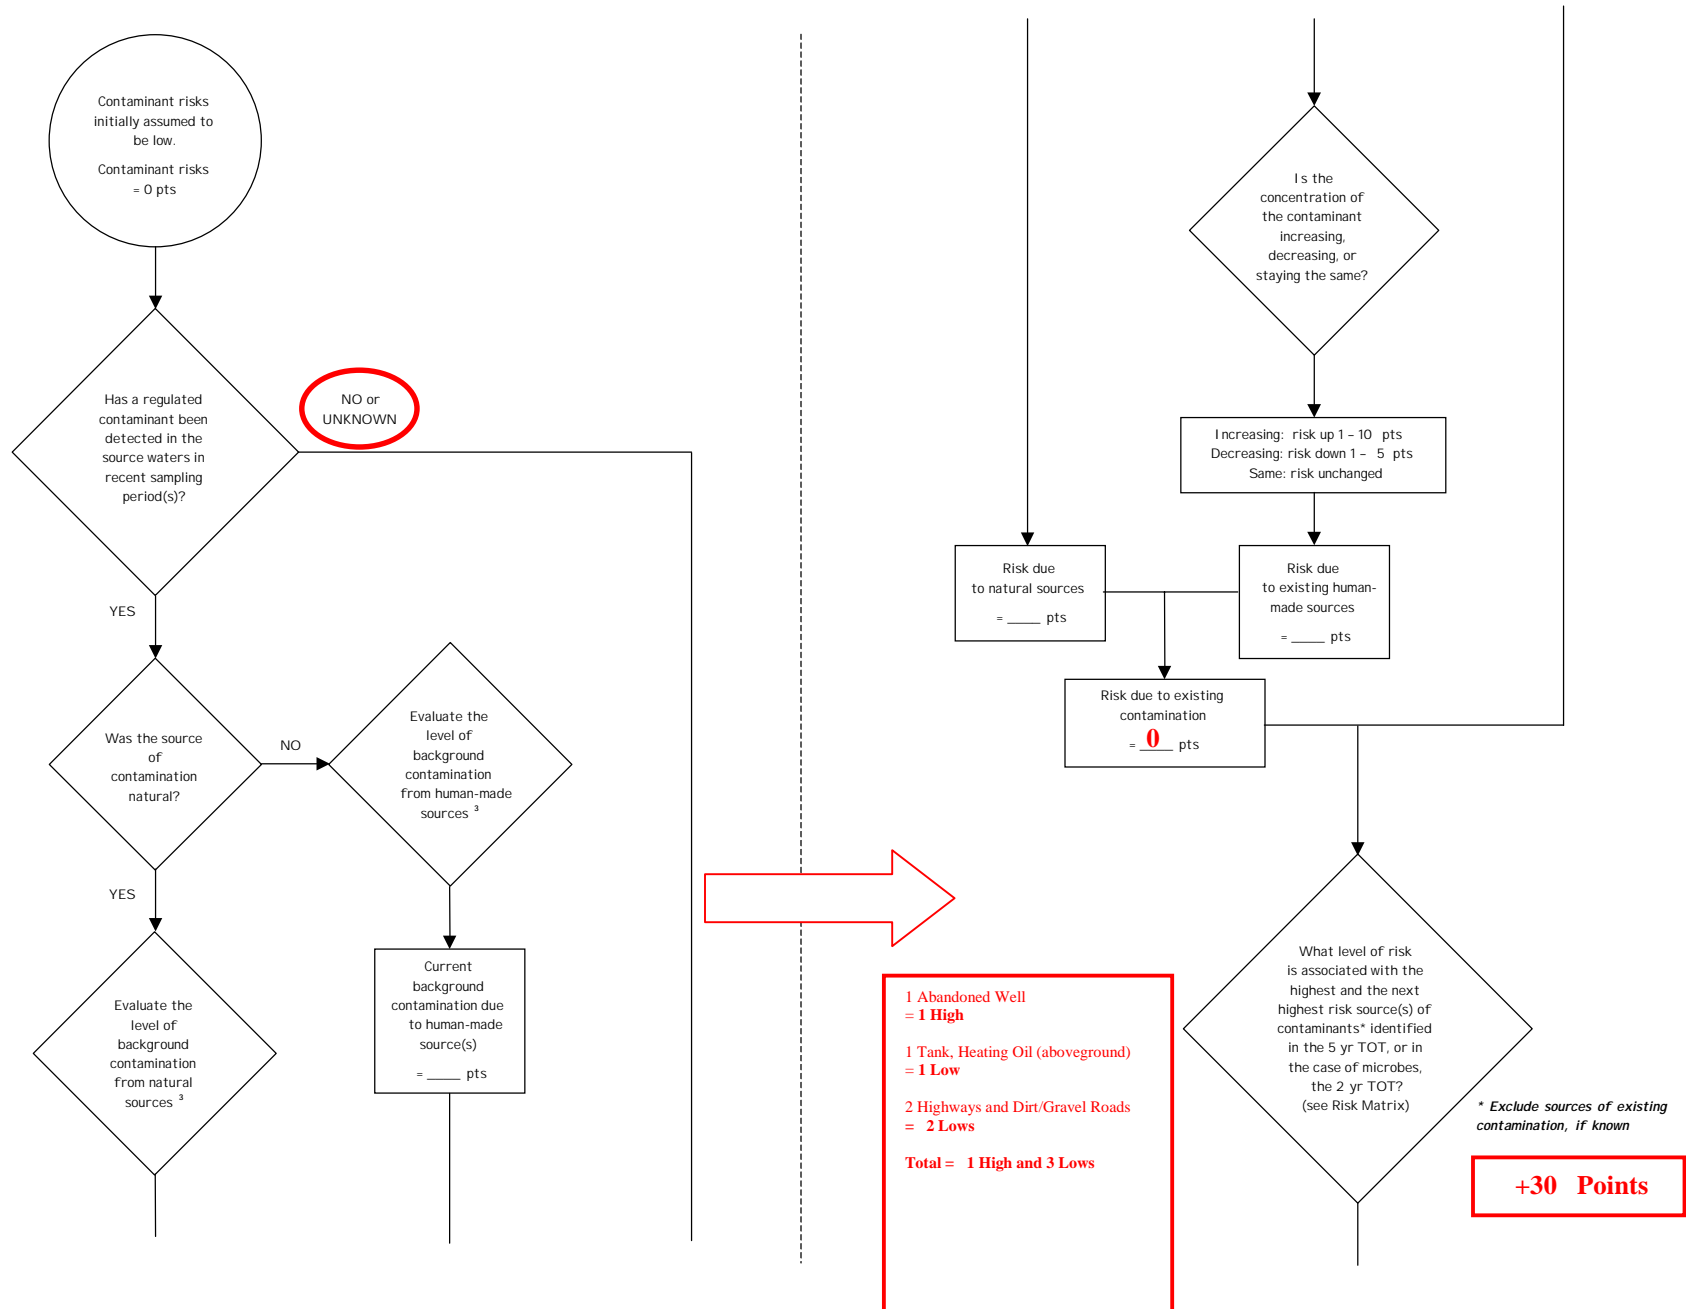 Contaminant risks
initially assumed to
be low.
Contaminant risks
= 0 pts
Has a regulated
contaminant been
detected in the
source waters in
recent sampling
period(s)?
NO or
UNKNOWN
YES
Was the source
of
contamination
natural?
NO
Evaluate the
level of
background
contamination
from human-made
sources ³
YES
Evaluate the
level of
background
contamination
from natural
sources ³
Current
background
contamination due
to human-made
source(s)
= _____ pts
Is the
concentration of
the contaminant
increasing,
decreasing, or
staying the same?
Increasing: risk up 1 – 10 pts
Decreasing: risk down 1 – 5 pts
Same: risk unchanged
Risk due
to natural sources
= _____ pts
Risk due
to existing human-
made sources
= _____ pts
Risk due to existing
contamination
= __0__ pts
1 Abandoned Well
= 1 High
1 Tank, Heating Oil (aboveground)
= 1 Low
2 Highways and Dirt/Gravel Roads
= 2 Lows
Total = 1 High and 3 Lows
What level of risk
is associated with the
highest and the next
highest risk source(s) of
contaminants* identified
in the 5 yr TOT, or in
the case of microbes,
the 2 yr TOT?
(see Risk Matrix)
* Exclude sources of existing
contamination, if known
+30 Points